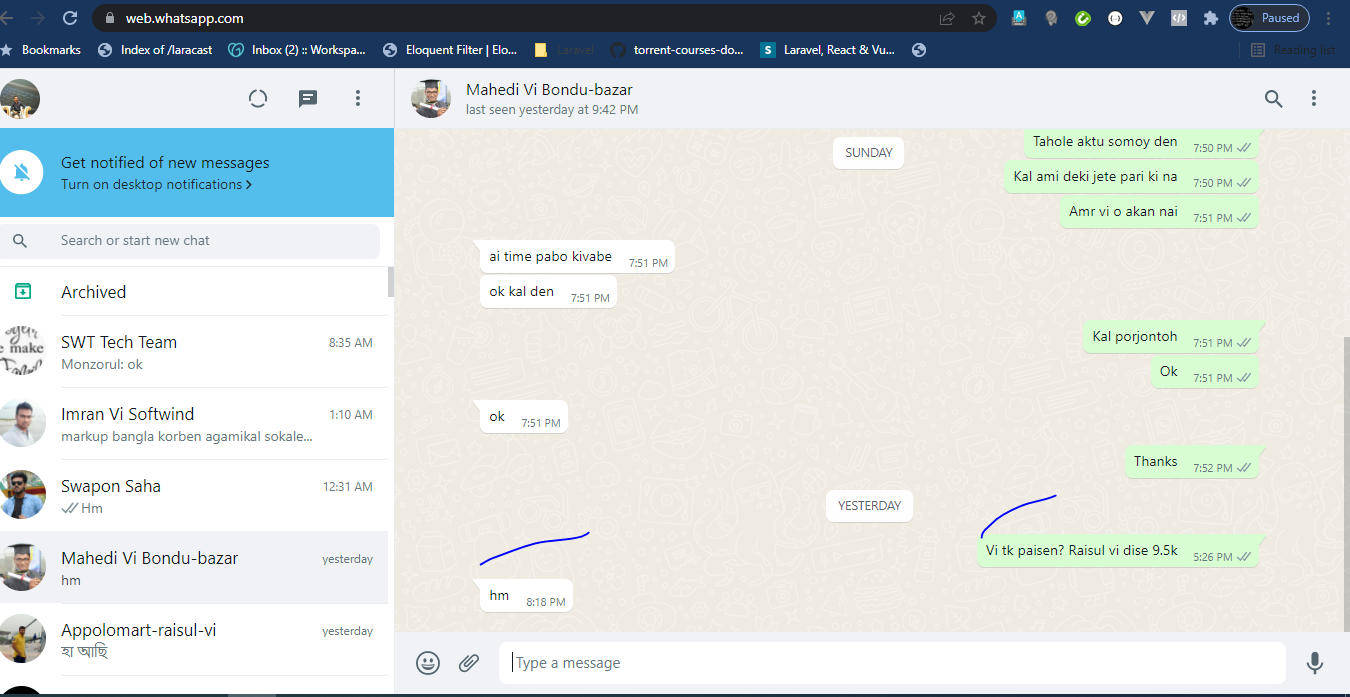 web.whatsapp.com
Paused
Bookmarks
Index of /laracast
Inbox (2) :: Workspa...
Eloquent Filter | Elo...
Laravel
torrent-courses-do...
S
Laravel, React & Vu...
Reading list
Get notified of new messages
Turn on desktop notifications >
Search or start new chat
Archived
SWT Tech Team
8:35 AM
Monzorul: ok
Imran Vi Softwind
1:10 AM
markup bangla korben agamikal sokale...
Swapon Saha
12:31 AM
Hm
Mahedi Vi Bondu-bazar
yesterday
hm
Appolomart-raisul-vi
yesterday
হা আছি
Mahedi Vi Bondu-bazar
last seen yesterday at 9:42 PM
SUNDAY
Tahole aktu somoy den 7:50 PM
Kal ami deki jete pari ki na 7:50 PM
Amr vi o akan nai 7:51 PM
ai time pabo kivabe 7:51 PM
ok kal den 7:51 PM
Kal porjontoh 7:51 PM
Ok 7:51 PM
ok 7:51 PM
Thanks 7:52 PM
YESTERDAY
Vi tk paisen? Raisul vi dise 9.5k 5:26 PM
hm 8:18 PM
Type a message